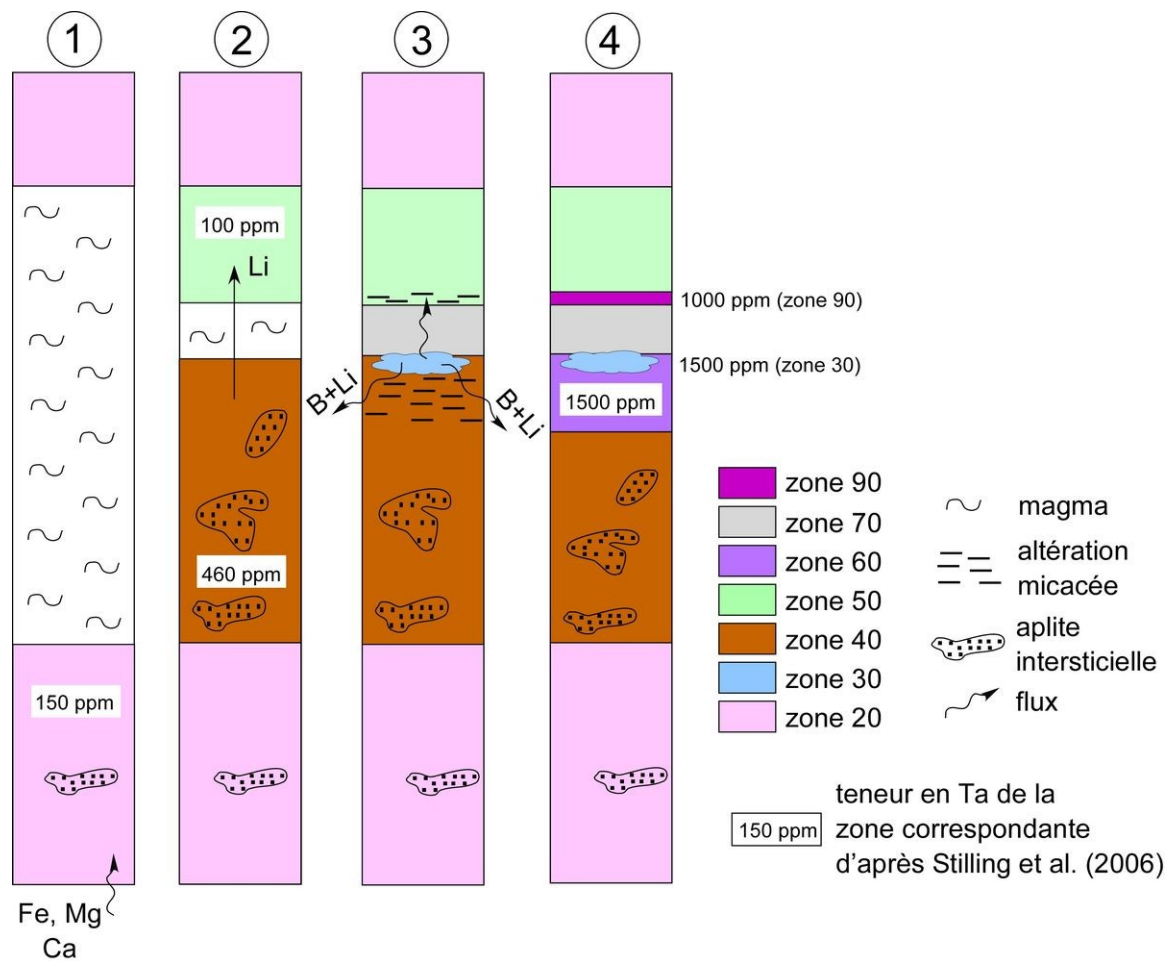 1
2
3
4
100 ppm
Li
460 ppm
150 ppm
Fe, Mg
Ca
B+Li
B+Li
1500 ppm
1000 ppm (zone 90)
1500 ppm (zone 30)
zone 90
zone 70
zone 60
zone 50
zone 40
zone 30
zone 20
magma
altération
micacée
aplite
intersticielle
flux
150 ppm
teneur en Ta de la
zone correspondante
d'après Stilling et al. (2006)